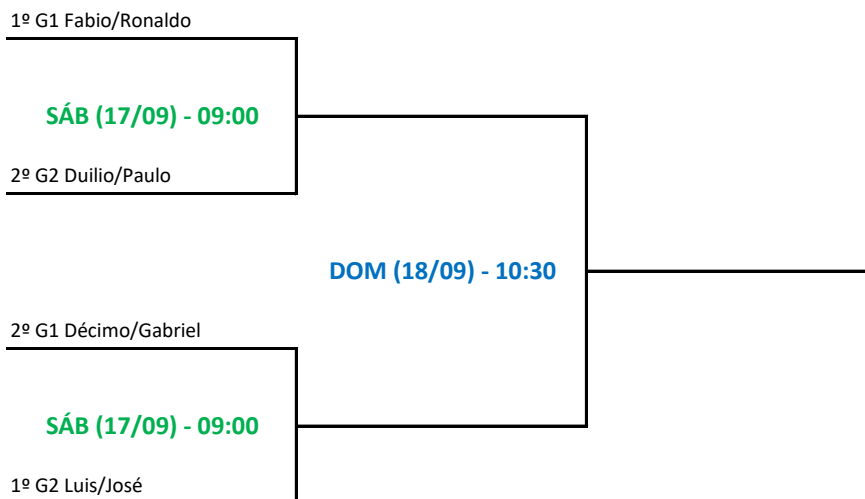 1º G1 Fabio/Ronaldo
SÁB (17/09) - 09:00
2º G2 Duilio/Paulo
DOM (18/09) - 10:30
2º G1 Décimo/Gabriel
SÁB (17/09) - 09:00
1º G2 Luis/José